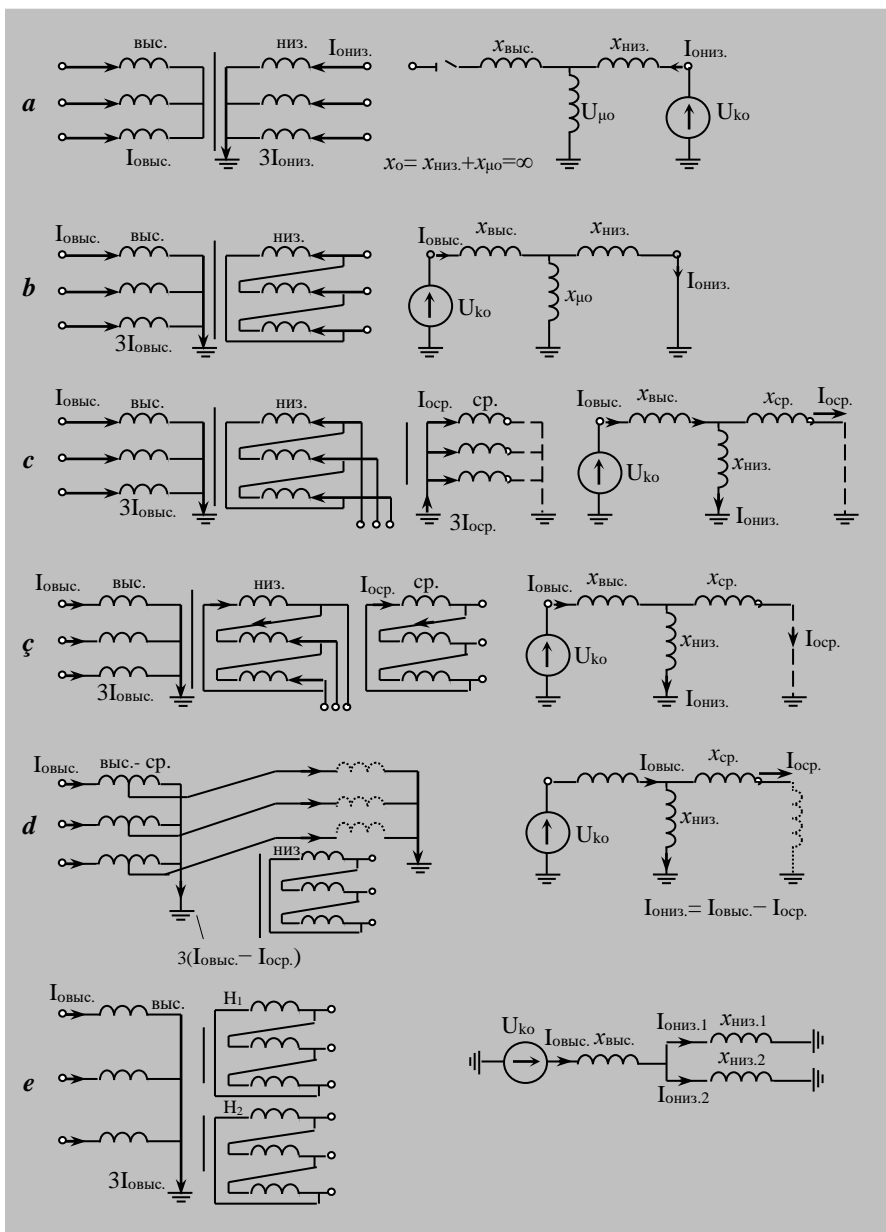 выс. низ. Iониз. xвыс. xниз. Iониз.
a Uμo Uko
Iовыс. 3Iониз. xo= xниз.+xμo=∞
Iовыс. выс. низ. Iовыс. xвыс. xниз.
b Uko xμo Iониз.
3Iовыс.
Iовыс. выс. низ. Iоср. ср. Iовыс. xвыс. xср. Iоср.
c Uko xниз.
3Iовыс. 3Iоср. Iониз.
Iовыс. выс. низ. Iоср. ср. Iовыс. xвыс. xср.
ç Uko xниз. Iоср.
3Iовыс. Iониз.
Iовыс. выс.- ср. Iовыс. xср. Iоср.
d низ Uko xниз.
Iониз.= Iовыс.− Iоср.
3(Iовыс.− Iоср.)
Iовыс. выс. H1
Uko Iовыс. xвыс. Iониз.1 xниз.1
e xниз.2
H2 Iониз.2
3Iовыс.